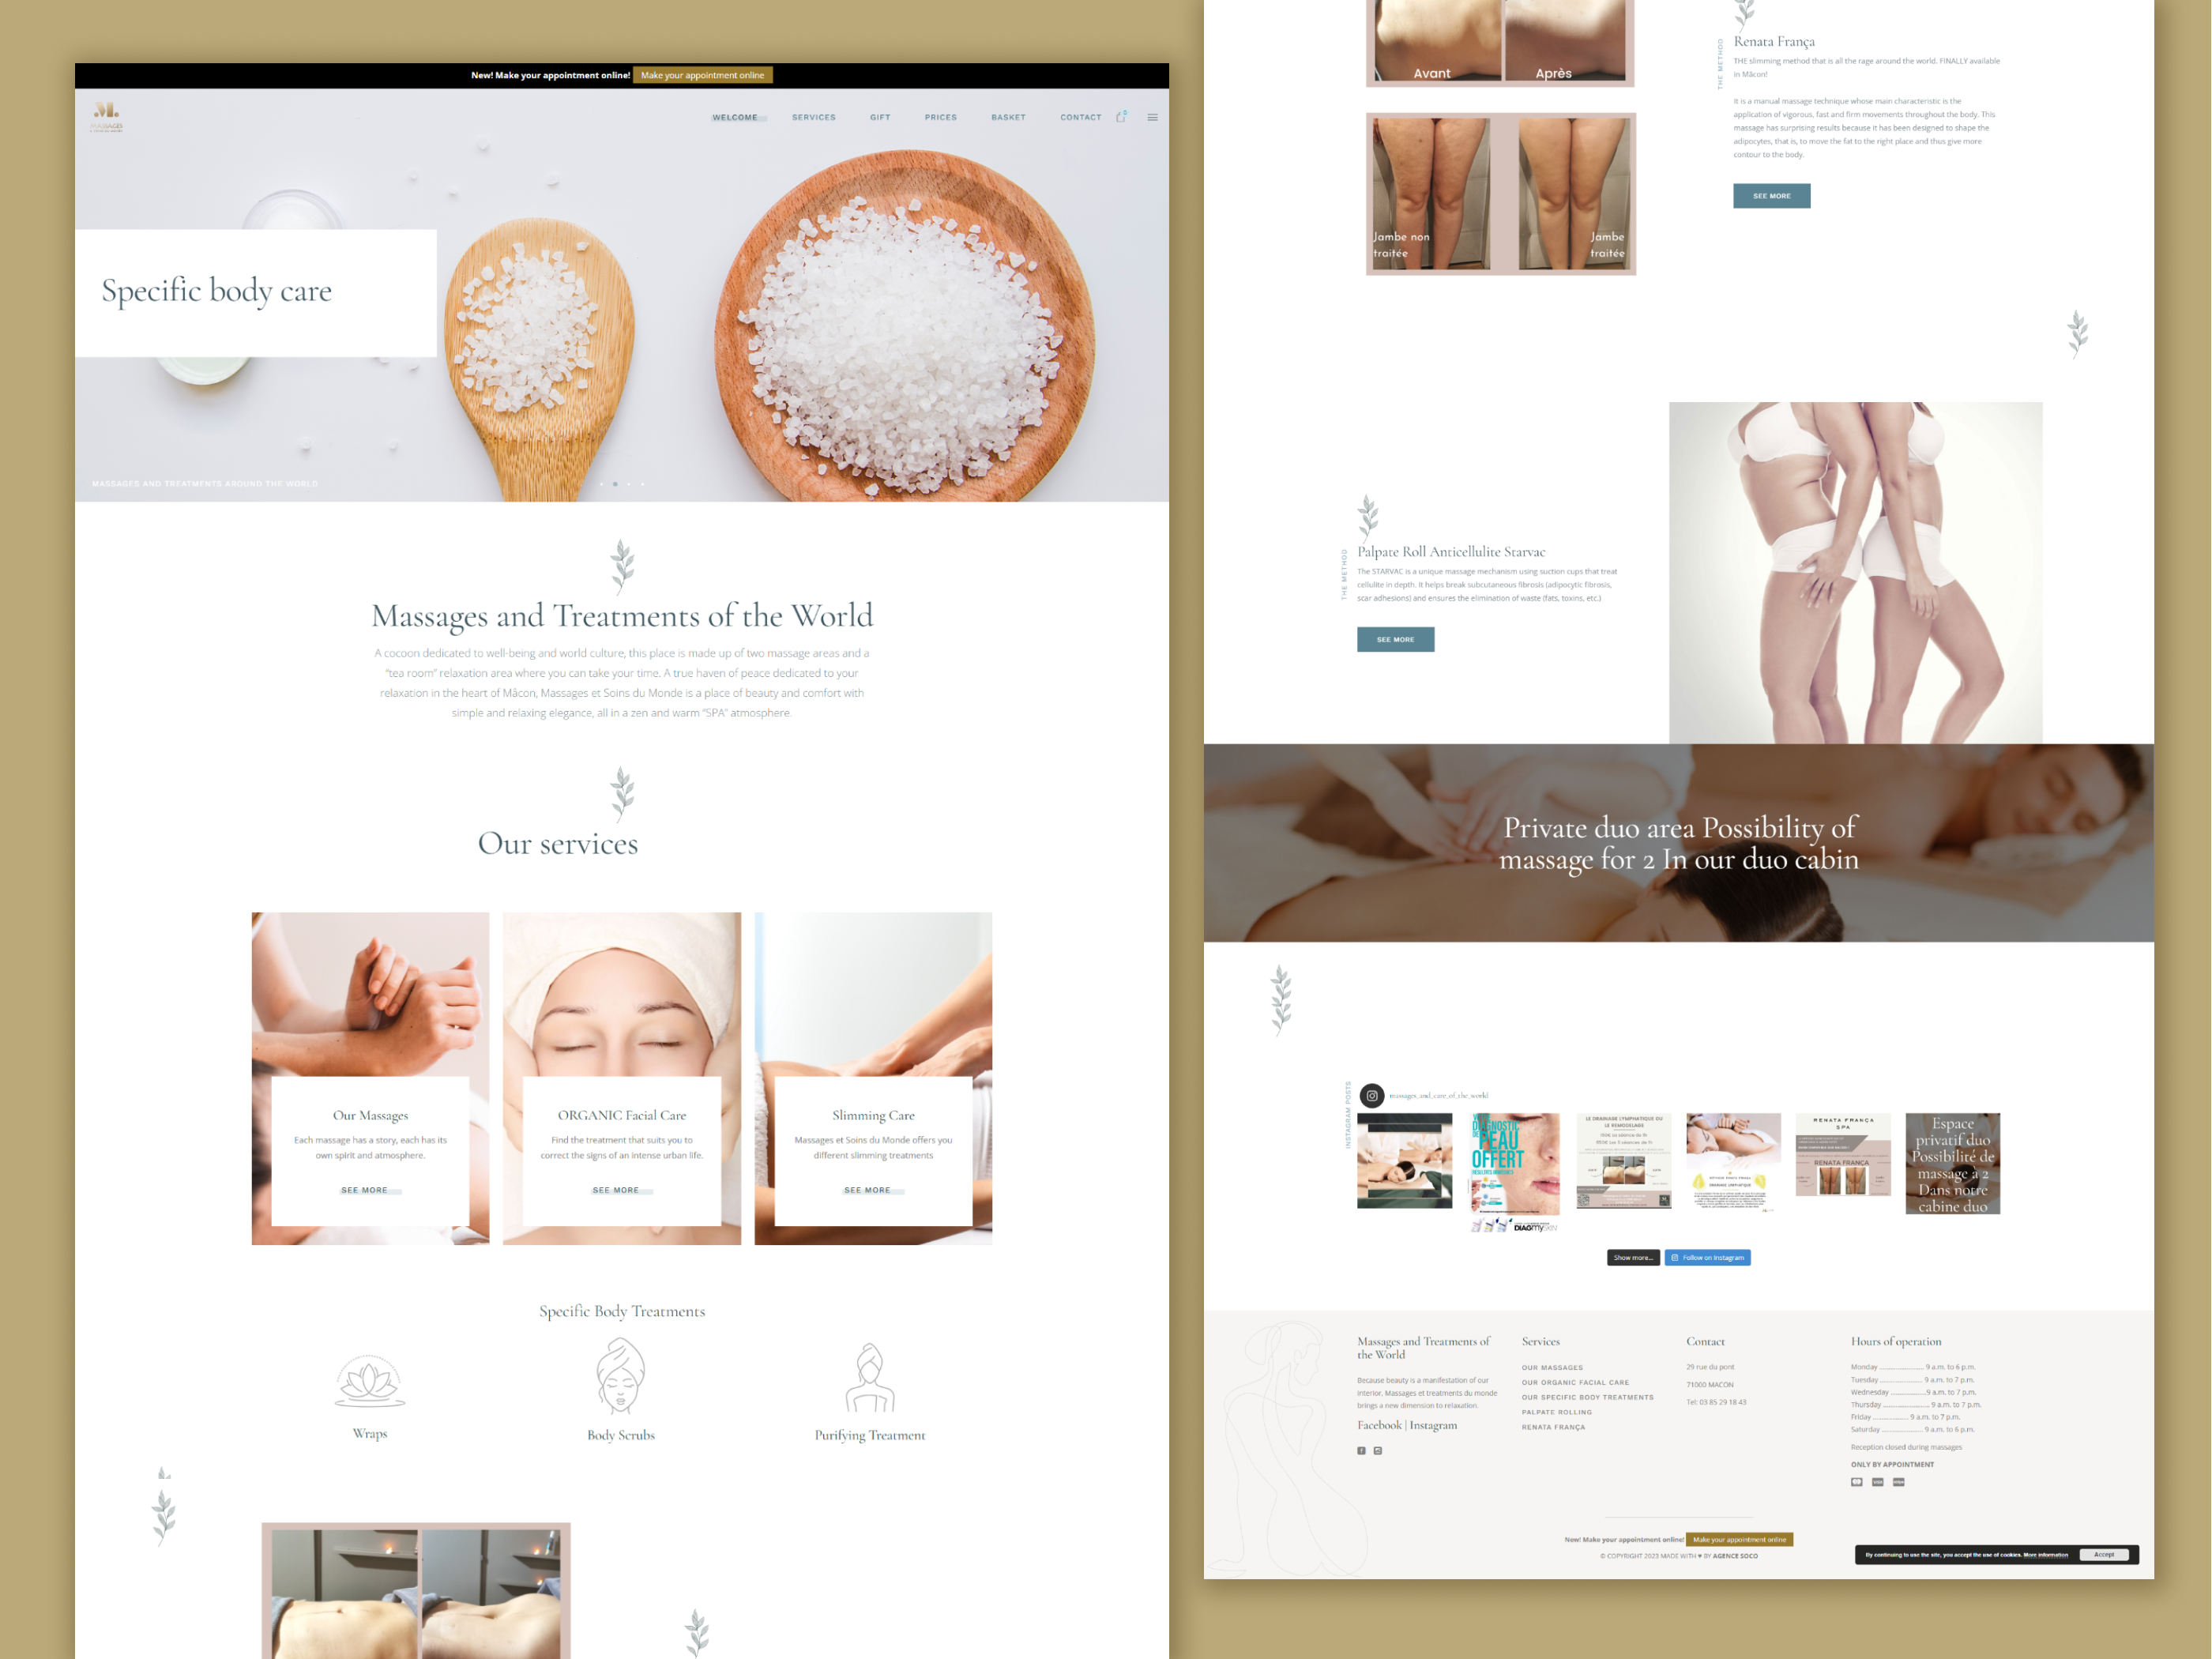 New! Make your appointment online! Make your appointment online
M.
MASSAGES
WELCOME SERVICES GIFT PRICES BASKET CONTACT
Specific body care
MASSAGES AND TREATMENTS AROUND THE WORLD
Massages and Treatments of the World
A cocoon dedicated to well-being and world culture, this place is made up of two massage areas and a
"tea room" relaxation area where you can take your time. A true haven of peace dedicated to your
relaxation in the heart of Mâcon, Massages et Soins du Monde is a place of beauty and comfort with
simple and relaxing elegance, all in a zen and warm "SPA" atmosphere.
Our services
Our Massages
Each massage has a story, each has its
own spirit and atmosphere.
SEE MORE
ORGANIC Facial Care
Find the treatment that suits you to
correct the signs of an intense urban life.
SEE MORE
Slimming Care
Massages et Soins du Monde offers you
different slimming treatments
SEE MORE
Specific Body Treatments
Wraps
Body Scrubs
Purifying Treatment
Avant Après
Jambe non
traitée
Jambe
traitée
THE METHOD
Renata França
THE slimming method that is all the rage around the world. FINALLY available
in Mâcon!
It is a manual massage technique whose main characteristic is the
application of vigorous, fast and firm movements throughout the body. This
massage has surprising results because it has been designed to shape the
adipocytes, that is, to move the fat to the right place and thus give more
contour to the body.
SEE MORE
THE METHOD
Palpate Roll Anticellulite Starvac
The STARVAC is a unique massage mechanism using suction cups that treat
cellulite in depth. It helps break subcutaneous fibrosis (adipocytic fibrosis,
scar adhesions) and ensures the elimination of waste (fats, toxins, etc.)
SEE MORE
Private duo area Possibility of
massage for 2 In our duo cabin
INSTAGRAM POSTS
massages_and_care_of_the_world
DIAGNOSTIC
DE PEAU
OFFERT
DIAGmySKIN
LE DRAINAGE LYMPHATIQUE OU
LE REMODELAGE
RENATA FRANÇA
SPA
RENATA FRANÇA
Espace
privatif duo
Possibilité de
massage a 2
Dans notre
cabine duo
Show more... Follow on Instagram
Massages and Treatments of
the World
Because beauty is a manifestation of our
interior, Massages et treatments du monde
brings a new dimension to relaxation.
Facebook | Instagram
Services
OUR MASSAGES
OUR ORGANIC FACIAL CARE
OUR SPECIFIC BODY TREATMENTS
PALPATE ROLLING
RENATA FRANÇA
Contact
29 rue du pont
71000 MACON
Tel: 03 85 29 18 43
Hours of operation
Monday ........................ 9 a.m. to 6 p.m.
Tuesday ........................ 9 a.m. to 7 p.m.
Wednesday ....................9 a.m. to 7 p.m.
Thursday .......................... 9 a.m. to 7 p.m.
Friday .................... 9 a.m. to 7 p.m.
Saturday ....................... 9 a.m. to 6 p.m.
Reception closed during massages
ONLY BY APPOINTMENT
New! Make your appointment online! Make your appointment online
© COPYRIGHT 2023 MADE WITH ♥ BY AGENCE SOCO
By continuing to use the site, you accept the use of cookies. More information Accept